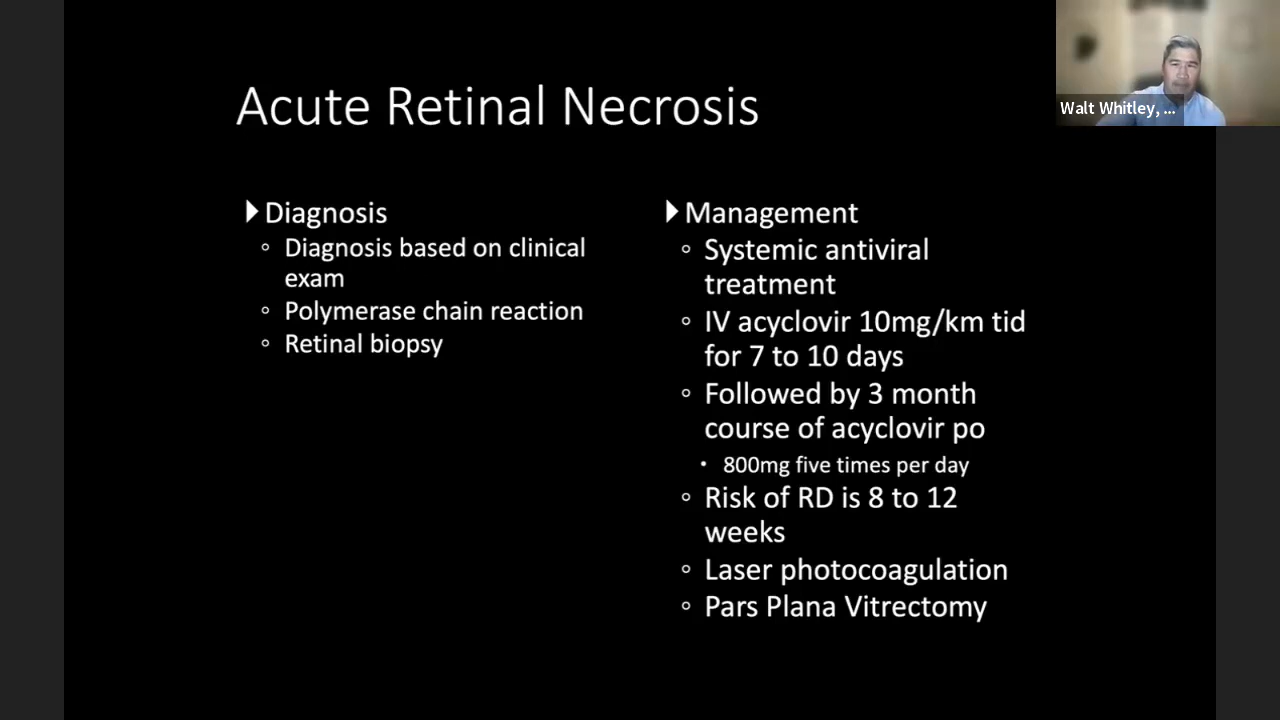 Walt Whitley, ...
Acute Retinal Necrosis
Diagnosis
Diagnosis based on clinical
exam
Polymerase chain reaction
Retinal biopsy
Management
Systemic antiviral
treatment
IV acyclovir 10mg/km tid
for 7 to 10 days
Followed by 3 month
course of acyclovir po
800mg five times per day
Risk of RD is 8 to 12
weeks
Laser photocoagulation
Pars Plana Vitrectomy